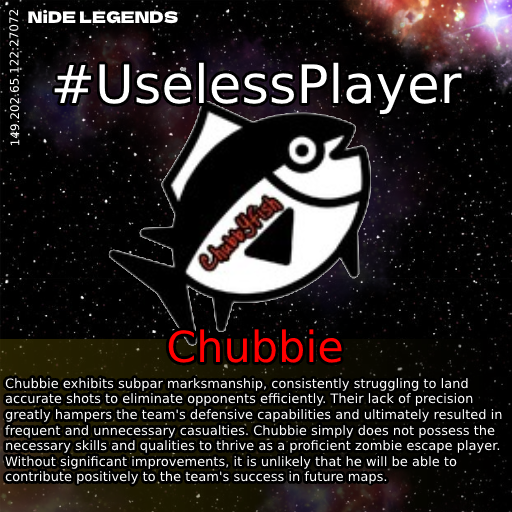 NiDE LEGENDS
149.202.65.122:27072
#UselessPlayer
ChubbyFish
Chubbie
Chubbie exhibits subpar marksmanship, consistently struggling to land
accurate shots to eliminate opponents efficiently. Their lack of precision
greatly hampers the team's defensive capabilities and ultimately resulted in
frequent and unnecessary casualties. Chubbie simply does not possess the
necessary skills and qualities to thrive as a proficient zombie escape player.
Without significant improvements, it is unlikely that he will be able to
contribute positively to the team's success in future maps.